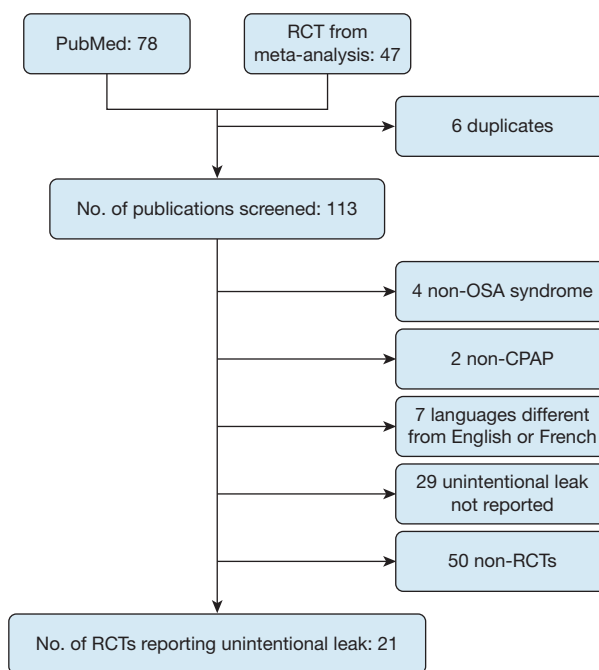 PubMed: 78
RCT from
meta-analysis: 47
6 duplicates
No. of publications screened: 113
4 non-OSA syndrome
2 non-CPAP
7 languages different
from English or French
29 unintentional leak
not reported
50 non-RCTs
No. of RCTs reporting unintentional leak: 21